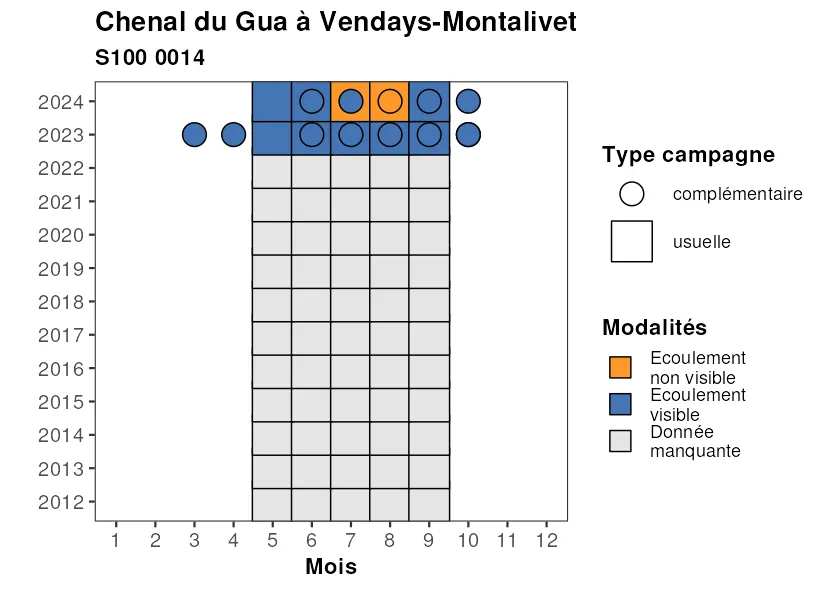 Chenal du Gua à Vendays-Montalivet
S100 0014
2024
2023
2022
2021
2020
2019
2018
2017
2016
2015
2014
2013
2012
1 2 3 4 5 6 7 8 9 10 11 12
Mois
Type campagne
complémentaire
usuelle
Modalités
Ecoulement
non visible
Ecoulement
visible
Donnée
manquante